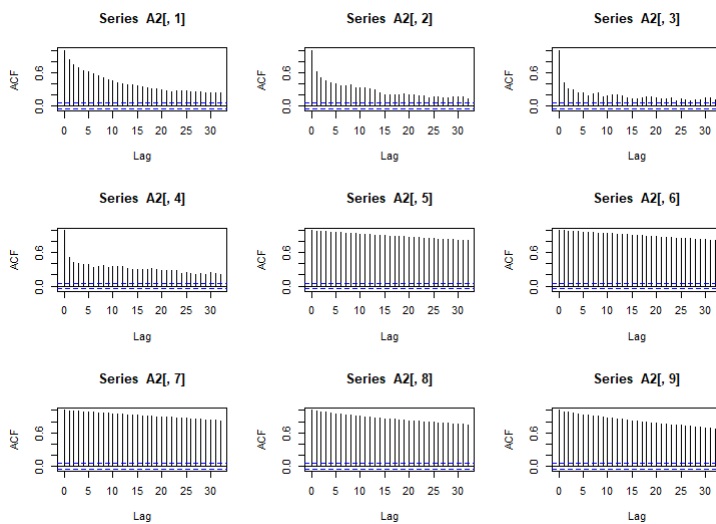 Series A2[, 1]
ACF
0.0 0.6
0 5 10 15 20 25 30
Lag
Series A2[, 2]
ACF
0.0 0.6
0 5 10 15 20 25 30
Lag
Series A2[, 3]
ACF
0.0 0.6
0 5 10 15 20 25 30
Lag
Series A2[, 4]
ACF
0.0 0.6
0 5 10 15 20 25 30
Lag
Series A2[, 5]
ACF
0.0 0.6
0 5 10 15 20 25 30
Lag
Series A2[, 6]
ACF
0.0 0.6
0 5 10 15 20 25 30
Lag
Series A2[, 7]
ACF
0.0 0.6
0 5 10 15 20 25 30
Lag
Series A2[, 8]
ACF
0.0 0.6
0 5 10 15 20 25 30
Lag
Series A2[, 9]
ACF
0.0 0.6
0 5 10 15 20 25 30
Lag